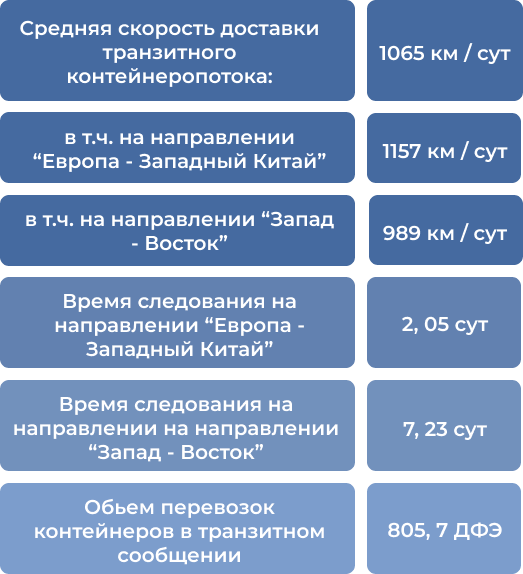 Средняя скорость доставки
транзитного
контейнеропотока:
1065 км / сут
в т.ч. на направлении
“Европа - Западный Китай”
1157 км / сут
в т.ч. на направлении “Запад
- Восток”
989 км / сут
Время следования на
направлении “Европа -
Западный Китай”
2, 05 сут
Время следования на
направлении на направлении
“Запад - Восток”
7, 23 сут
Обьем перевозок
контейнеров в транзитном
сообщении
805, 7 ДФЭ